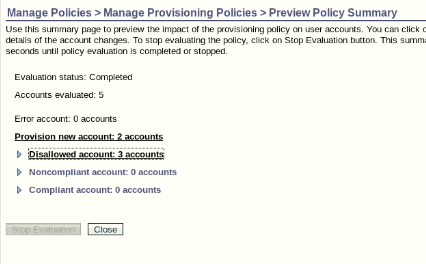 Manage Policies > Manage Provisioning Policies > Preview Policy Summary
Use this summary page to preview the impact of the provisioning policy on user accounts. You can click
details of the account changes. To stop evaluating the policy, click on Stop Evaluation button. This
seconds until policy evaluation is completed or stopped.
Evaluation status: Completed
Accounts evaluated: 5
Error account: 0 accounts
Provision new account: 2 accounts
Disallowed account: 3 accounts
Noncompliant account: 0 accounts
Compliant account: 0 accounts
Stop Evaluation Close